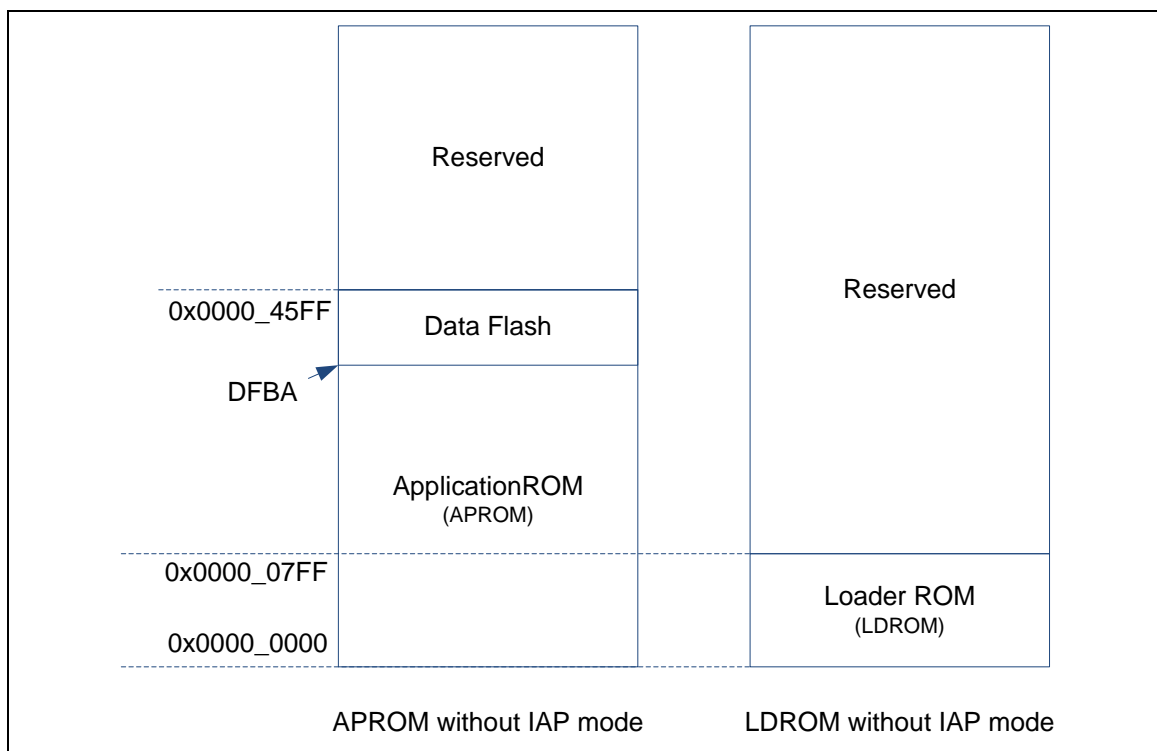 Reserved
0x0000_45FF
Data Flash
DFBA
ApplicationROM
(APROM)
0x0000_07FF
0x0000_0000
APROM without IAP mode
Reserved
Loader ROM
(LDROM)
LDROM without IAP mode